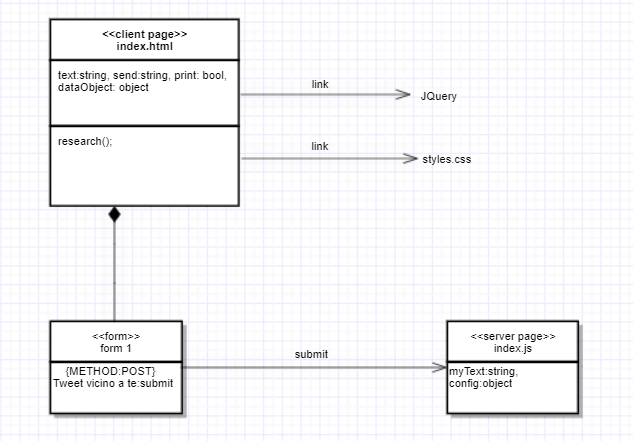 <<client page>>
index.html
text:string, send:string, print: bool,
dataObject: object
link
JQuery
research();
link
styles.css
<<form>>
form 1
{METHOD:POST}
Tweet vicino a te:submit
submit
<<server page>>
index.js
myText:string,
config:object